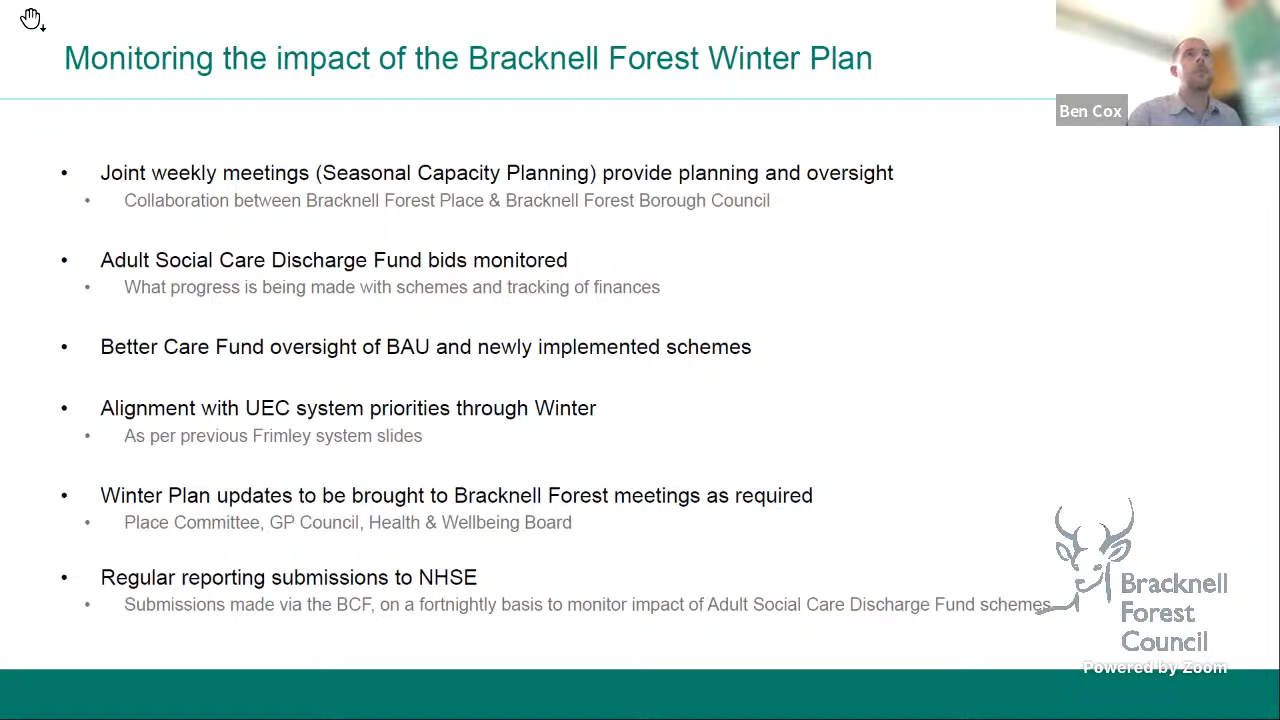 Monitoring the impact of the Bracknell Forest Winter Plan
Ben Cox
• Joint weekly meetings (Seasonal Capacity Planning) provide planning and oversight
• Collaboration between Bracknell Forest Place & Bracknell Forest Borough Council
• Adult Social Care Discharge Fund bids monitored
• What progress is being made with schemes and tracking of finances
• Better Care Fund oversight of BAU and newly implemented schemes
• Alignment with UEC system priorities through Winter
• As per previous Frimley system slides
• Winter Plan updates to be brought to Bracknell Forest meetings as required
• Place Committee, GP Council, Health & Wellbeing Board
• Regular reporting submissions to NHSE
• Submissions made via the BCF, on a fortnightly basis to monitor impact of Adult Social Care Discharge Fund schemes
Bracknell
Forest
Council
Powered by Zoom